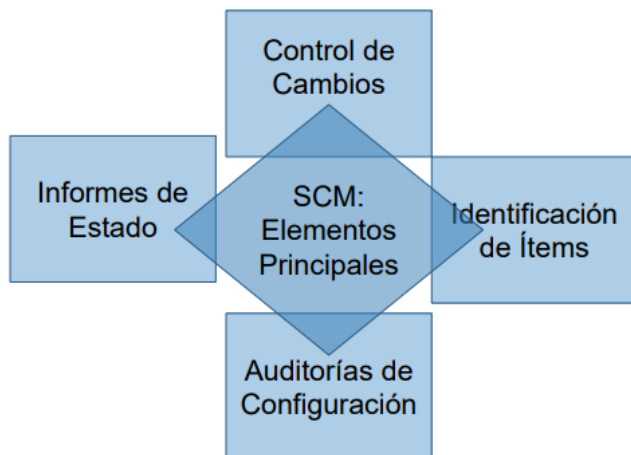 Control de
Cambios
Informes de
Estado
SCM:
Elementos
Principales
Identificación
de Ítems
Auditorías de
Configuración